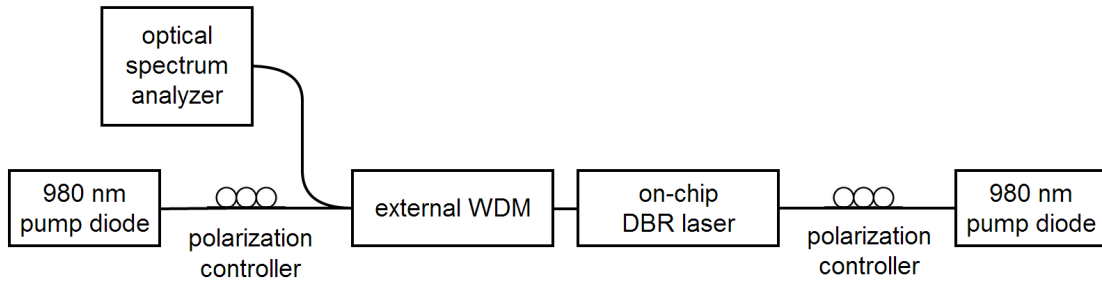 optical
spectrum
analyzer
980 nm
pump diode
polarization
controller
external WDM
on-chip
DBR laser
polarization
controller
980 nm
pump diode